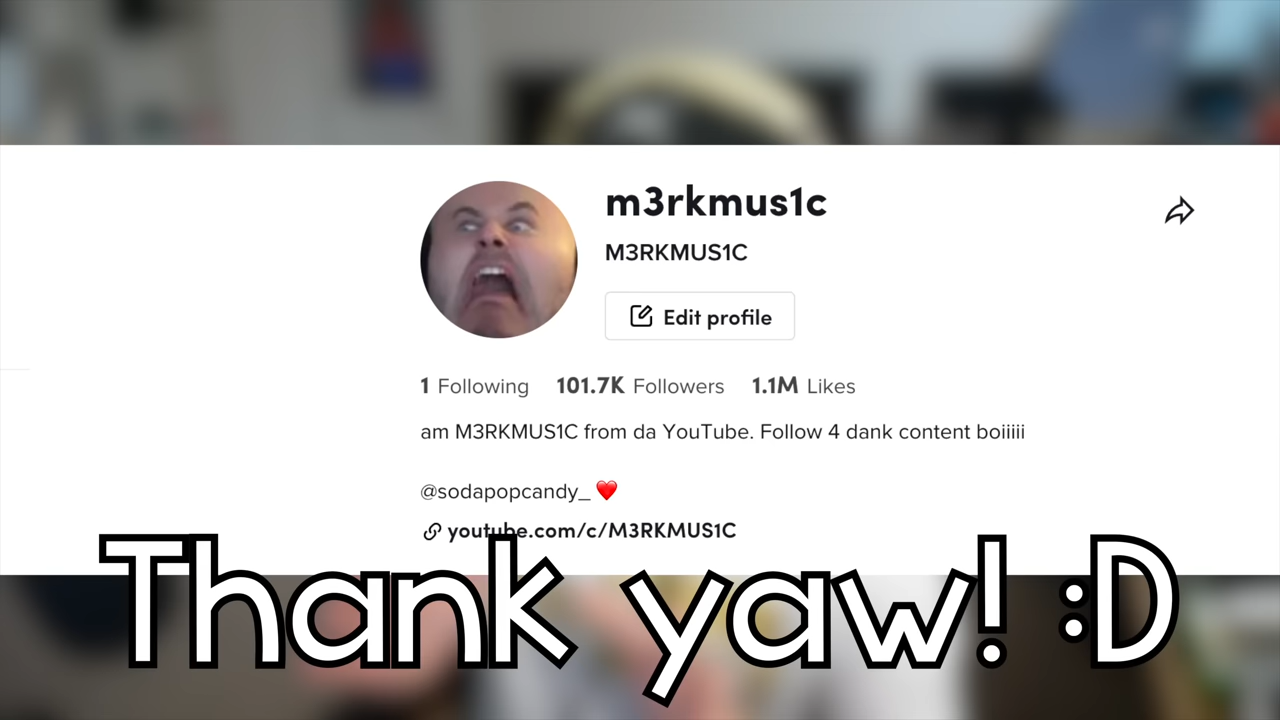 m3rkmus1c
M3RKMUS1C
Edit profile
1 Following 101.7K Followers 1.1M Likes
am M3RKMUS1C from da YouTube. Follow 4 dank content boiiiii
@sodapopcandy_ ❤️
youtube.com/c/M3RKMUS1C
Thank yaw! :D